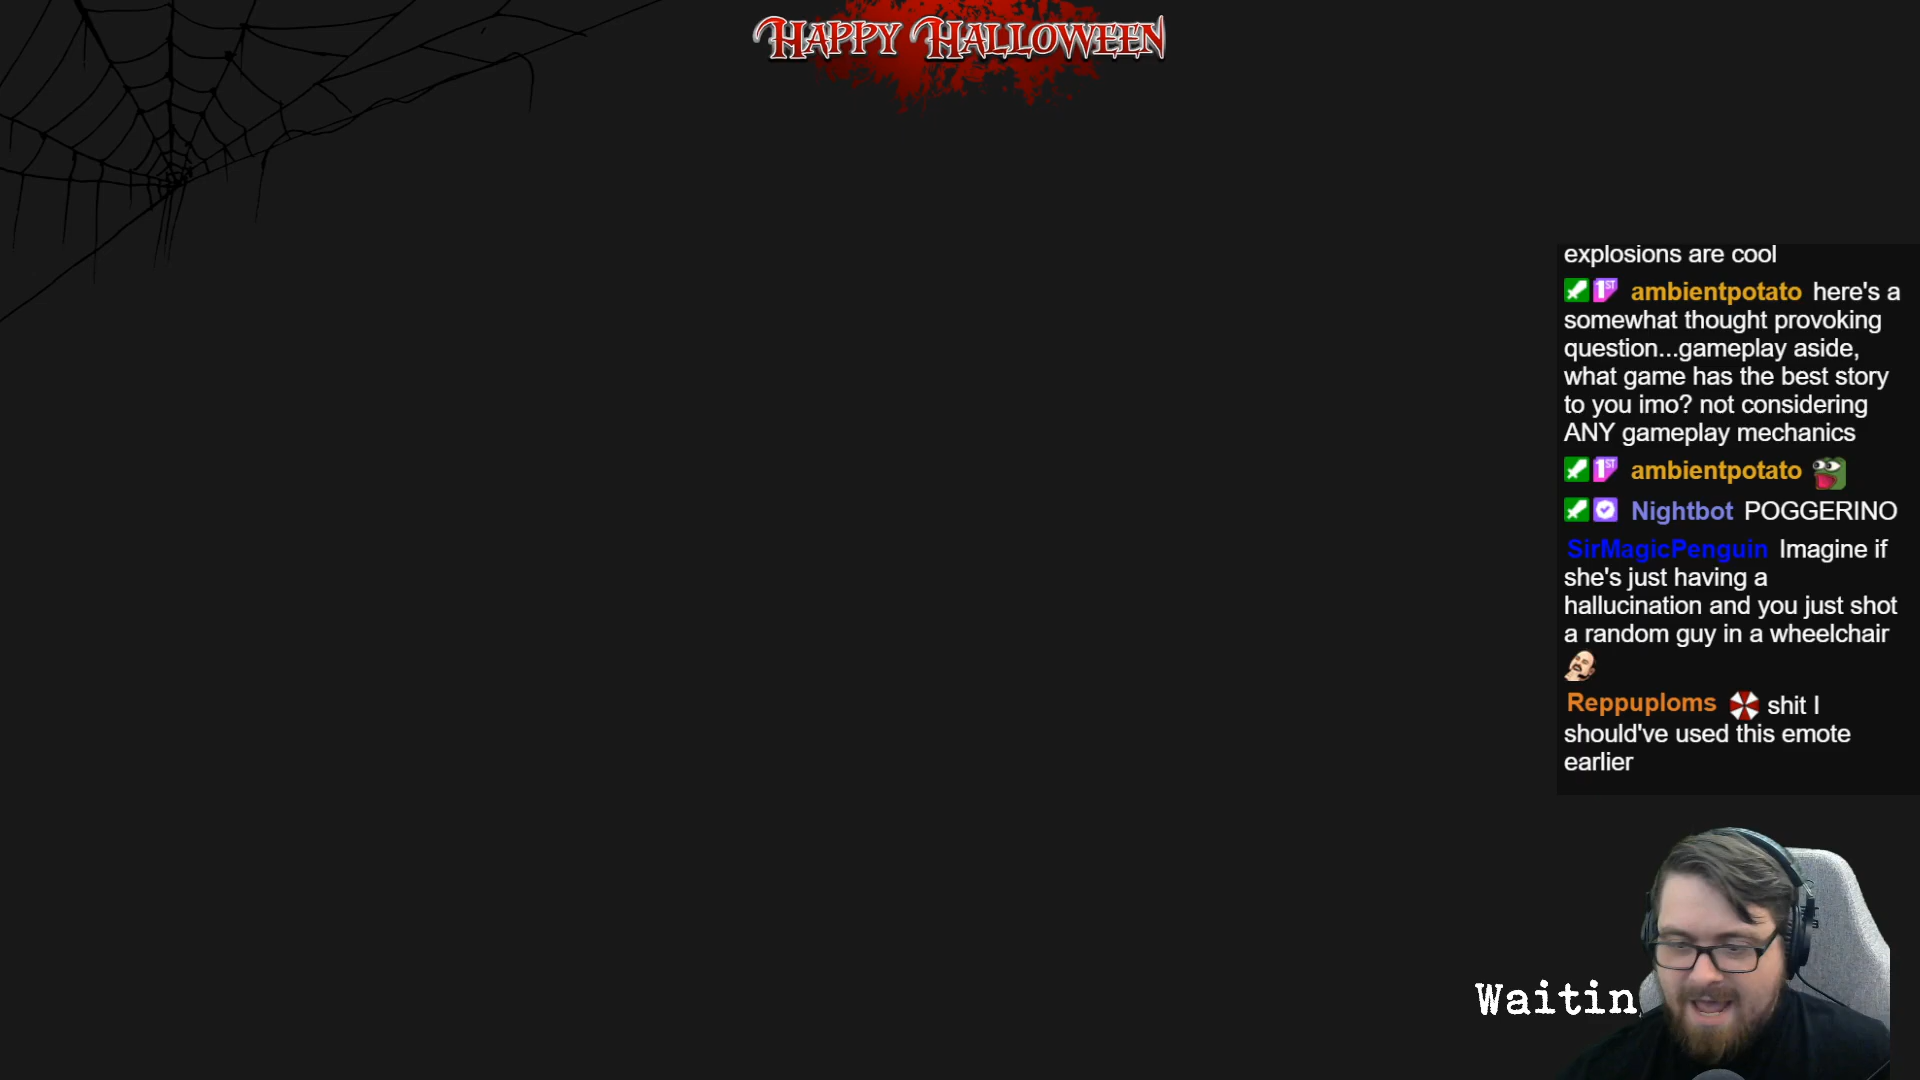 HAPPY HALLOWEEN
explosions are cool
1ST ambientpotato here's a
somewhat thought provoking
question...gameplay aside,
what game has the best story
to you imo? not considering
ANY gameplay mechanics
1ST ambientpotato
Nightbot POGGERINO
SirMagicPenguin Imagine if
she's just having a
hallucination and you just shot
a random guy in a wheelchair
Reppuploms shit I
should've used this emote
earlier
Waitin